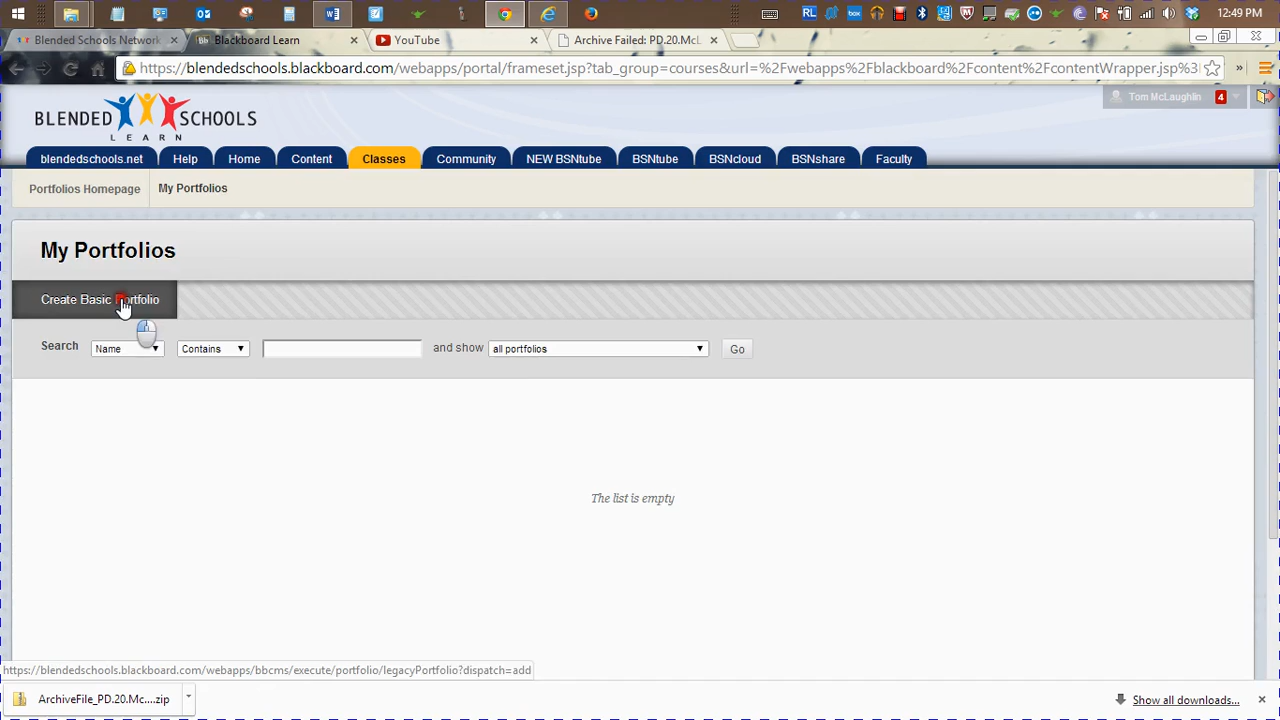 12:49 PM
Blended Schools Network
Blackboard Learn
YouTube
Archive Failed: PD.20.McL
https://blendedschools.blackboard.com/webapps/portal/frameset.jsp?tab_group=courses&url=%2Fwebapps%2Fblackboard%2Fcontent%2FcontentWrapper.jsp%3
BLENDED SCHOOLS
LEARN
Tom McLaughlin 4
blendedschools.net Help Home Content Classes Community NEW BSNtube BSNtube BSNcloud BSNshare Faculty
Portfolios Homepage My Portfolios
My Portfolios
Create Basic Portfolio
Search Name Contains and show all portfolios Go
The list is empty
https://blendedschools.blackboard.com/webapps/bbcms/execute/portfolio/legacyPortfolio?dispatch=add
ArchiveFile_PD.20.Mc....zip
Show all downloads...